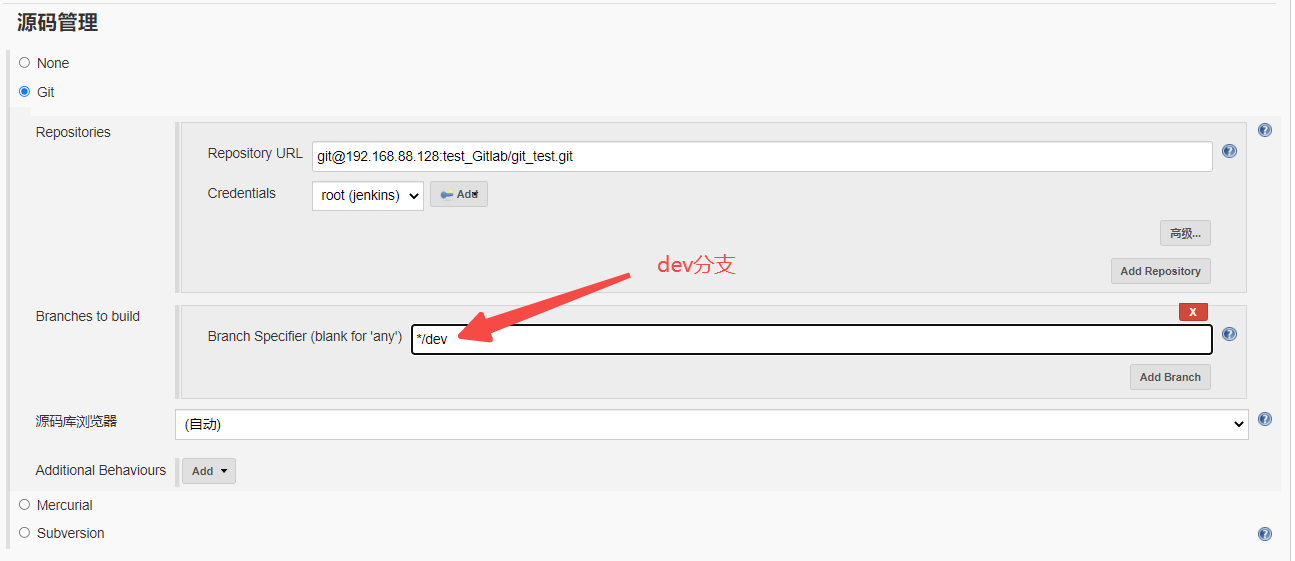 源码管理
None
Git
Repositories
Repository URL git@192.168.88.128:test_Gitlab/git_test.git
Credentials root (jenkins) Add
高级...
dev分支
Add Repository
Branches to build
X
Branch Specifier (blank for 'any') */dev
Add Branch
源码库浏览器 (自动)
Additional Behaviours Add
Mercurial
Subversion